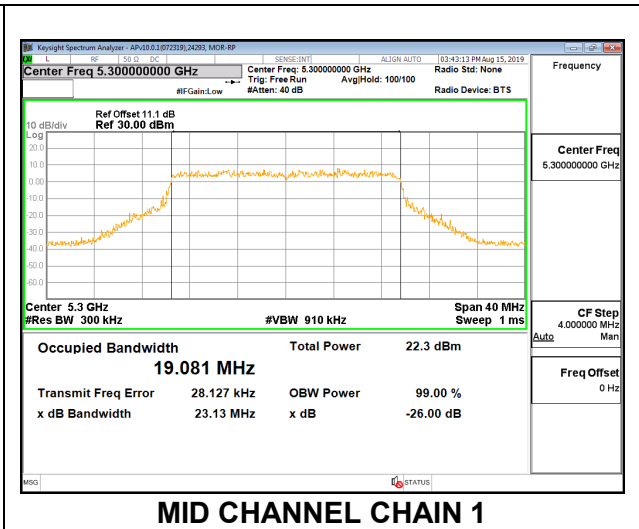 Keysight Spectrum Analyzer - APv10.0.1(072319),24293, MOR-RP
L RF 50 Ω DC SENSE:INT ALIGN AUTO 03:43:13 PM Aug 15, 2019
Center Freq 5.300000000 GHz Center Freq: 5.300000000 GHz Radio Std: None Frequency
Trig: Free Run Avg|Hold: 100/100
#IFGain:Low #Atten: 40 dB Radio Device: BTS
Ref Offset 11.1 dB
10 dB/div Ref 30.00 dBm
Log
20.0
10.0
0.00
-10.0
-20.0
-30.0
-40.0
-50.0
-60.0
Center Freq
5.300000000 GHz
Center 5.3 GHz Span 40 MHz
#Res BW 300 kHz #VBW 910 kHz Sweep 1 ms
CF Step
4.000000 MHz
Auto Man
Occupied Bandwidth Total Power 22.3 dBm
19.081 MHz
Freq Offset
0 Hz
Transmit Freq Error 28.127 kHz OBW Power 99.00 %
x dB Bandwidth 23.13 MHz x dB -26.00 dB
MSG STATUS
MID CHANNEL CHAIN 1